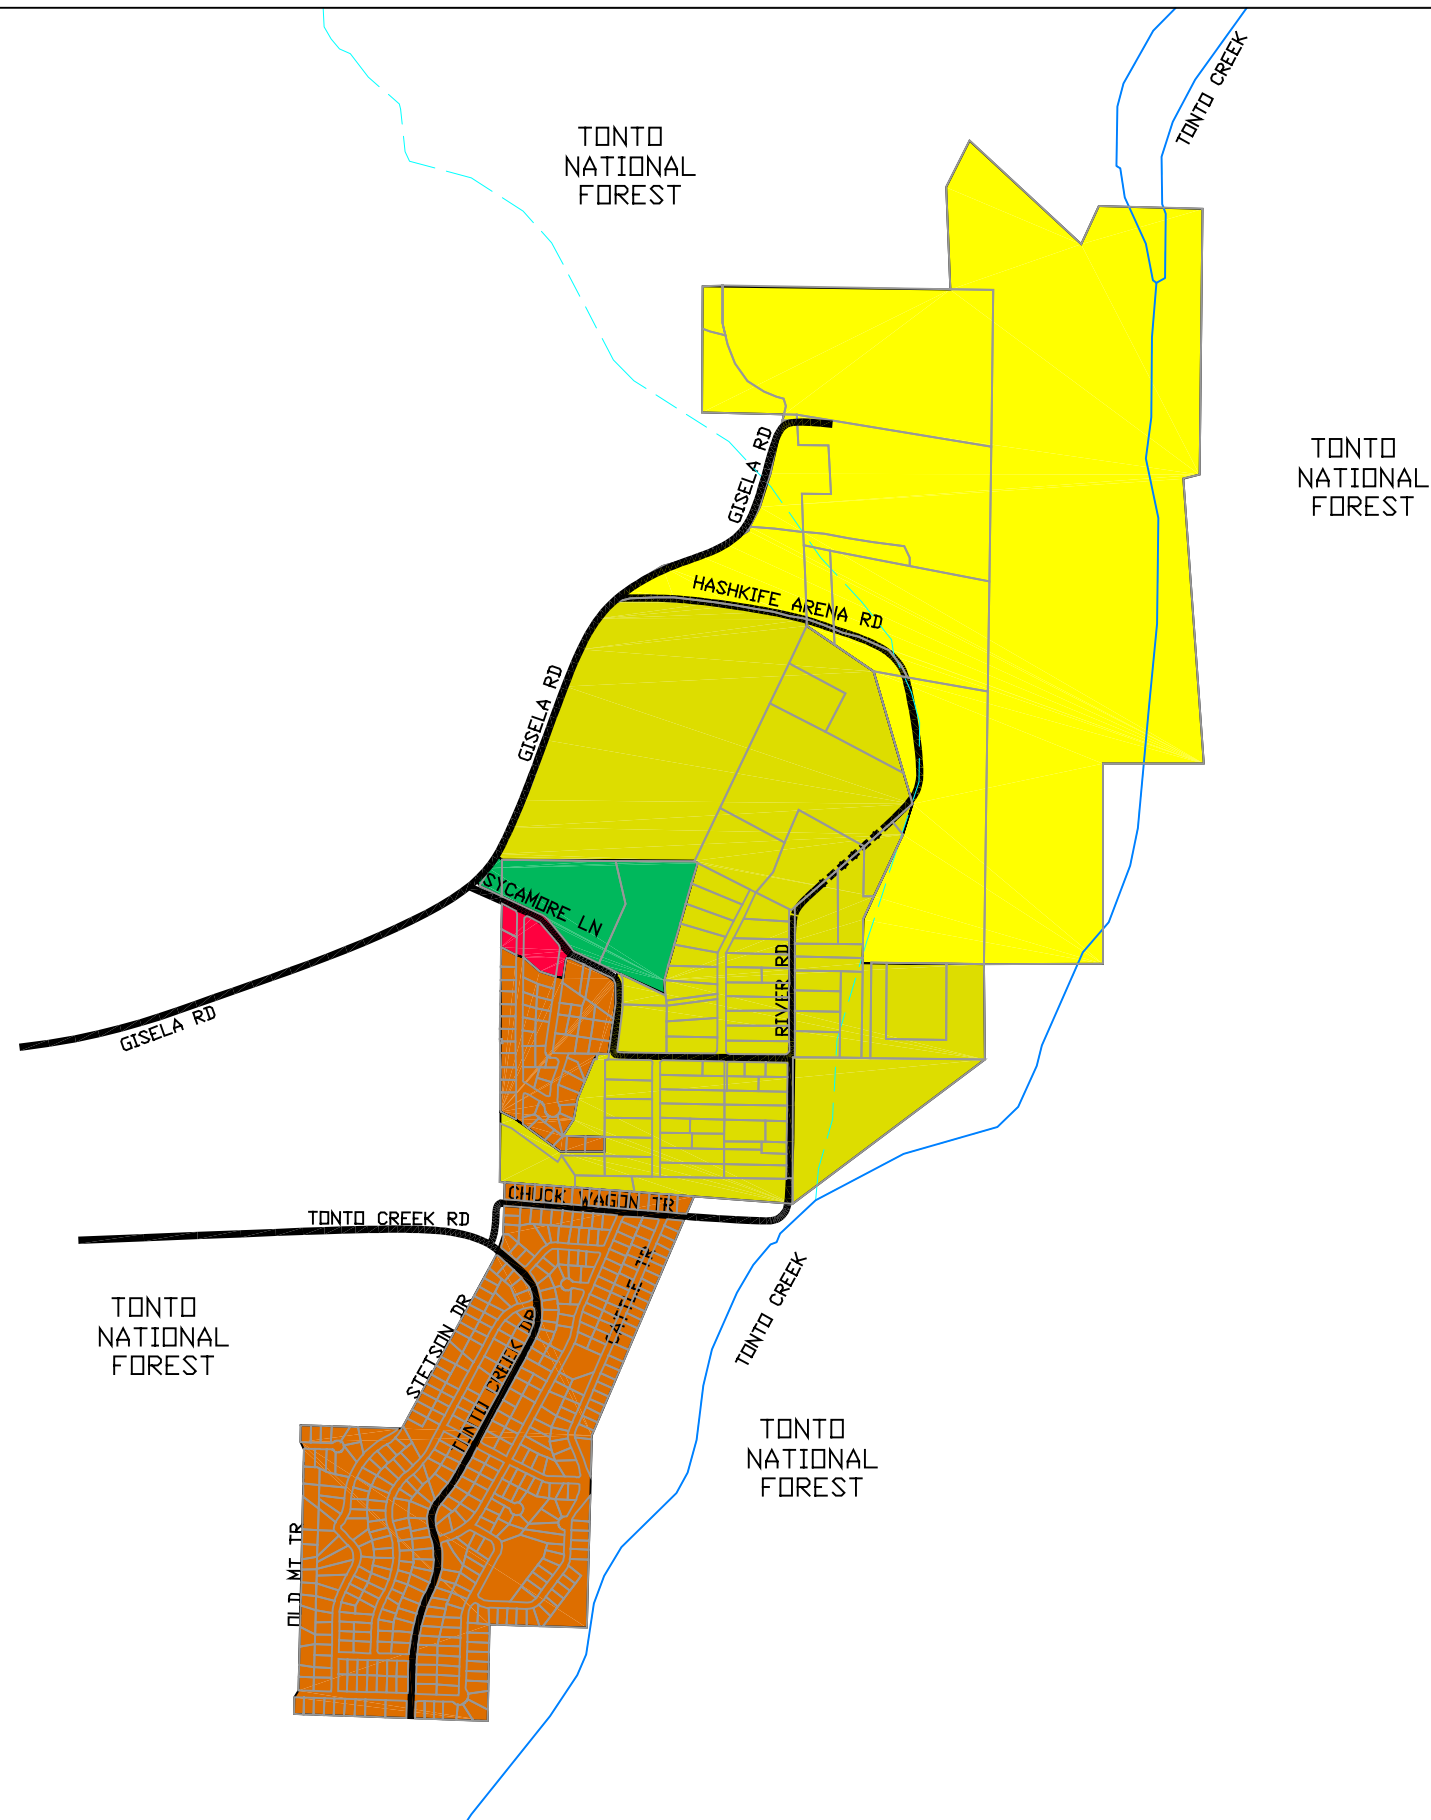 TONTO CREEK
TONTO
NATIONAL
FOREST
TONTO
NATIONAL
FOREST
GISELA RD
HASHKIFE ARENA RD
GISELA RD
SYCAMORE LN
RIVER RD
GISELA RD
CHUCK WAGON TR
TONTO CREEK RD
CATTLE TR
TONTO CREEK
STETSON DR
TONTO CREEK DR
TONTO
NATIONAL
FOREST
TONTO
NATIONAL
FOREST
OLD MT TR